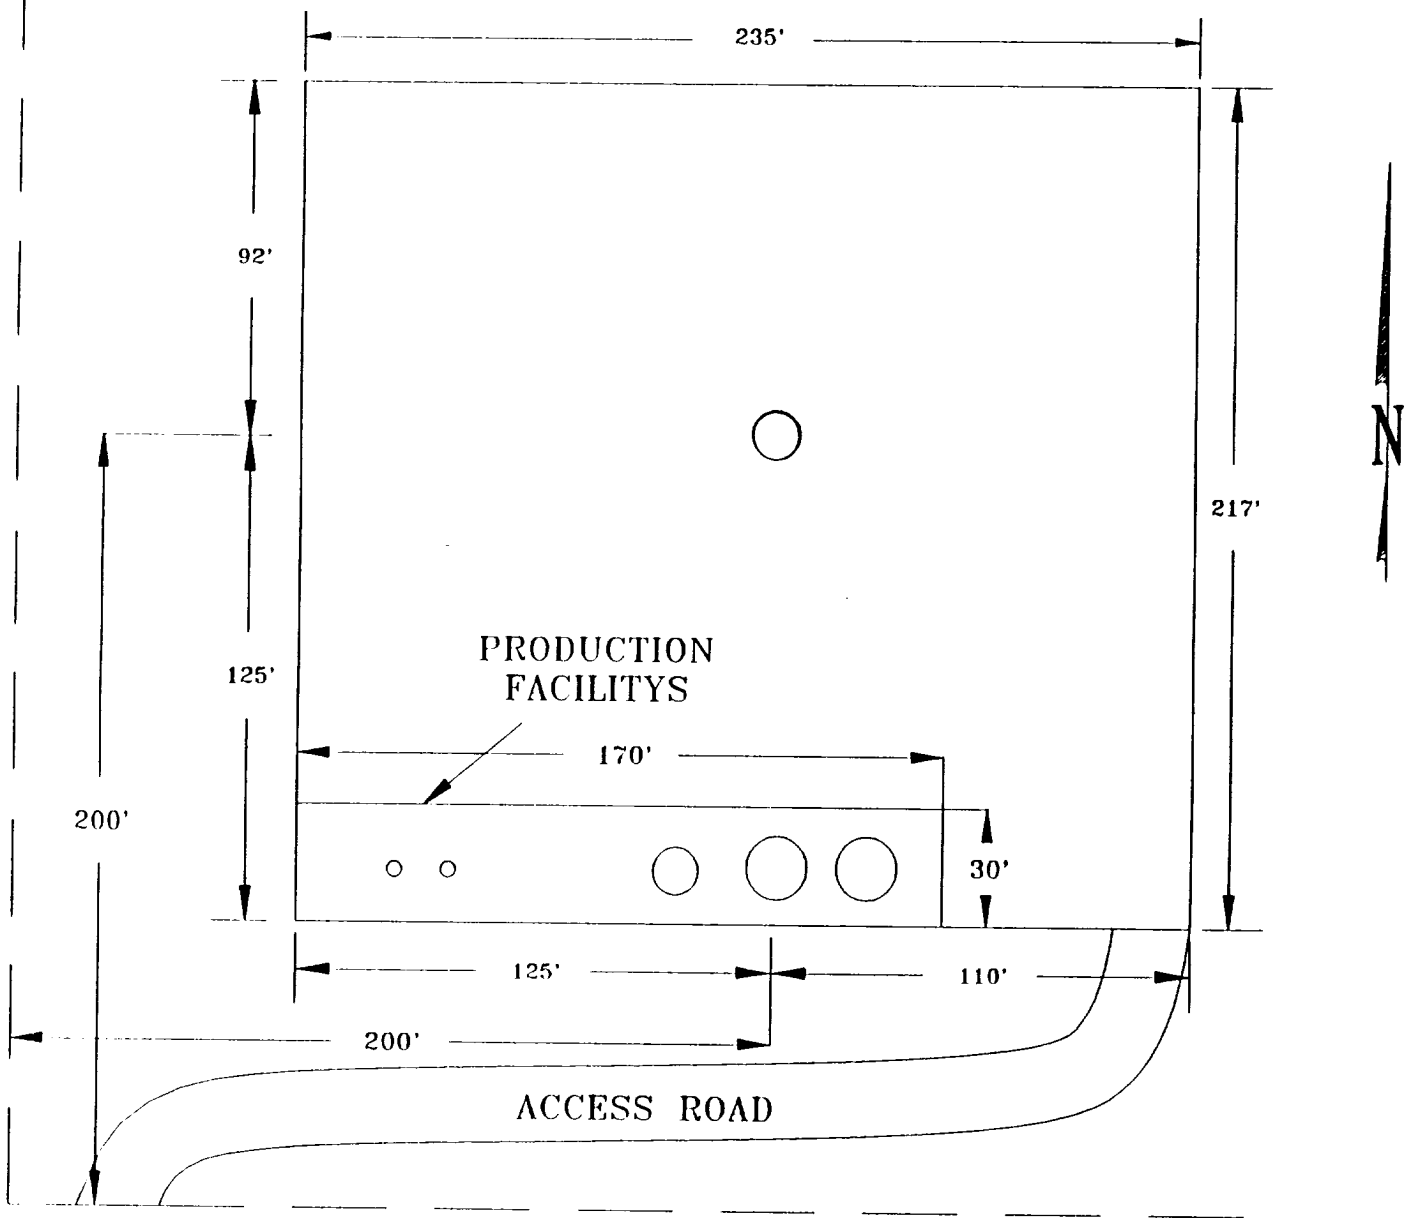 235'
92'
N
217'
PRODUCTION
FACILITYS
125'
170'
200'
30'
125'
110'
200'
ACCESS ROAD